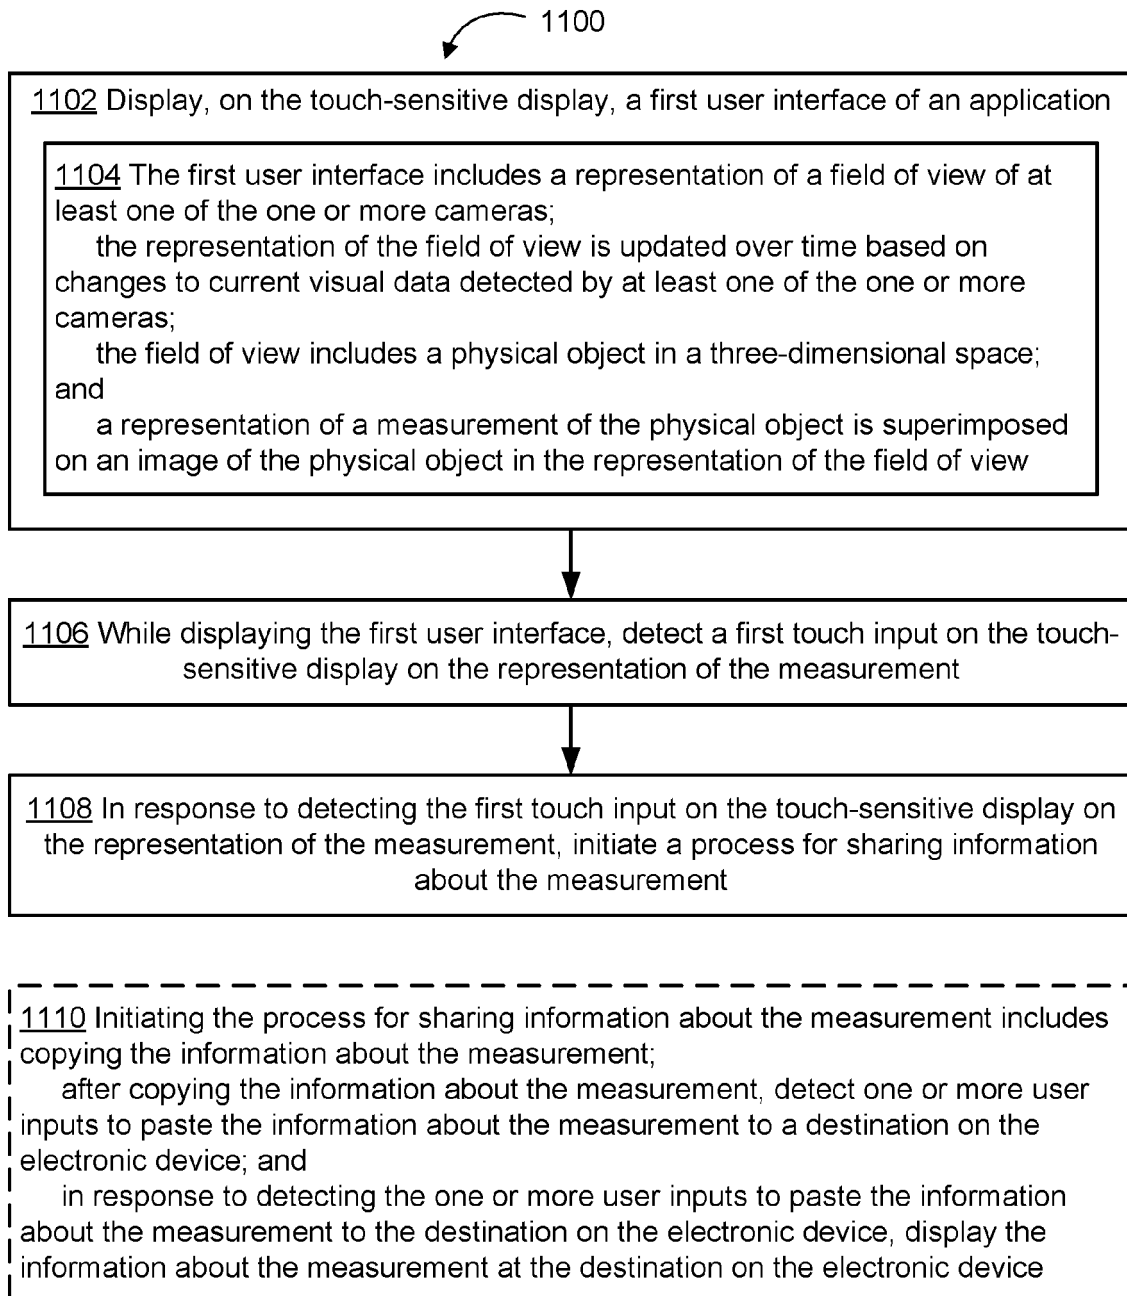 1100
1102 Display, on the touch-sensitive display, a first user interface of an application
1104 The first user interface includes a representation of a field of view of at
least one of the one or more cameras;
the representation of the field of view is updated over time based on
changes to current visual data detected by at least one of the one or more
cameras;
the field of view includes a physical object in a three-dimensional space;
and
a representation of a measurement of the physical object is superimposed
on an image of the physical object in the representation of the field of view
1106 While displaying the first user interface, detect a first touch input on the touch-
sensitive display on the representation of the measurement
1108 In response to detecting the first touch input on the touch-sensitive display on
the representation of the measurement, initiate a process for sharing information
about the measurement
1110 Initiating the process for sharing information about the measurement includes
copying the information about the measurement;
after copying the information about the measurement, detect one or more user
inputs to paste the information about the measurement to a destination on the
electronic device; and
in response to detecting the one or more user inputs to paste the information
about the measurement to the destination on the electronic device, display the
information about the measurement at the destination on the electronic device